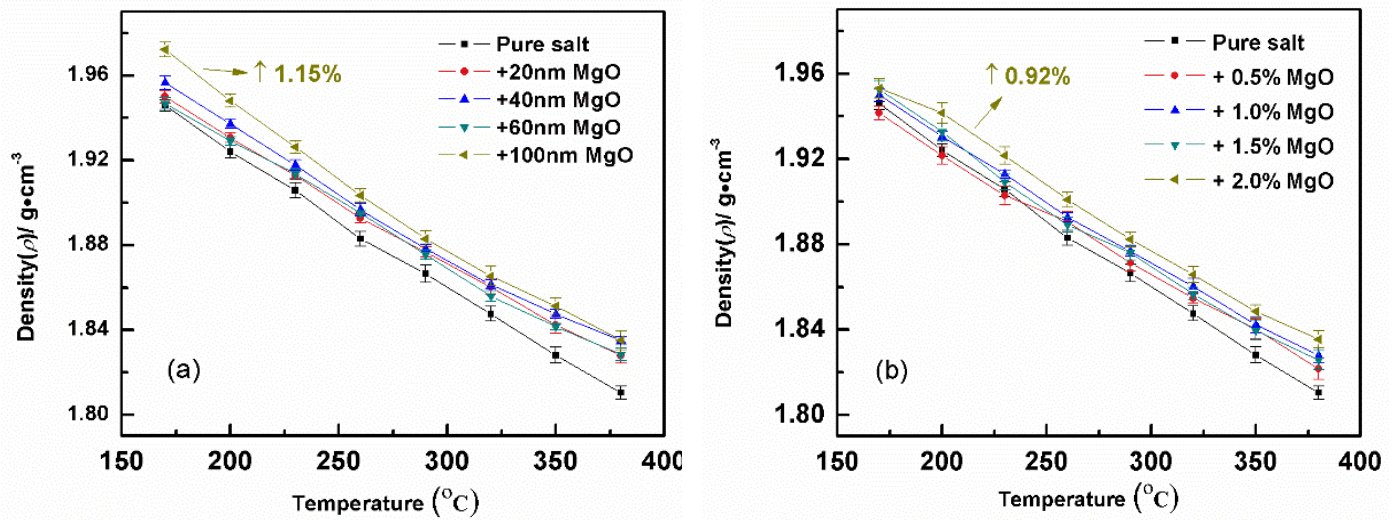 1.96
1.92
1.88
1.84
1.80
Density(ρ)/ g•cm⁻³
150
200
250
300
350
400
Temperature (°C)
↑ 1.15%
Pure salt
+20nm MgO
+40nm MgO
+60nm MgO
+100nm MgO
(a)
1.96
1.92
1.88
1.84
1.80
Density(ρ)/ g•cm⁻³
150
200
250
300
350
400
Temperature (°C)
↑ 0.92%
Pure salt
+ 0.5% MgO
+ 1.0% MgO
+ 1.5% MgO
+ 2.0% MgO
(b)